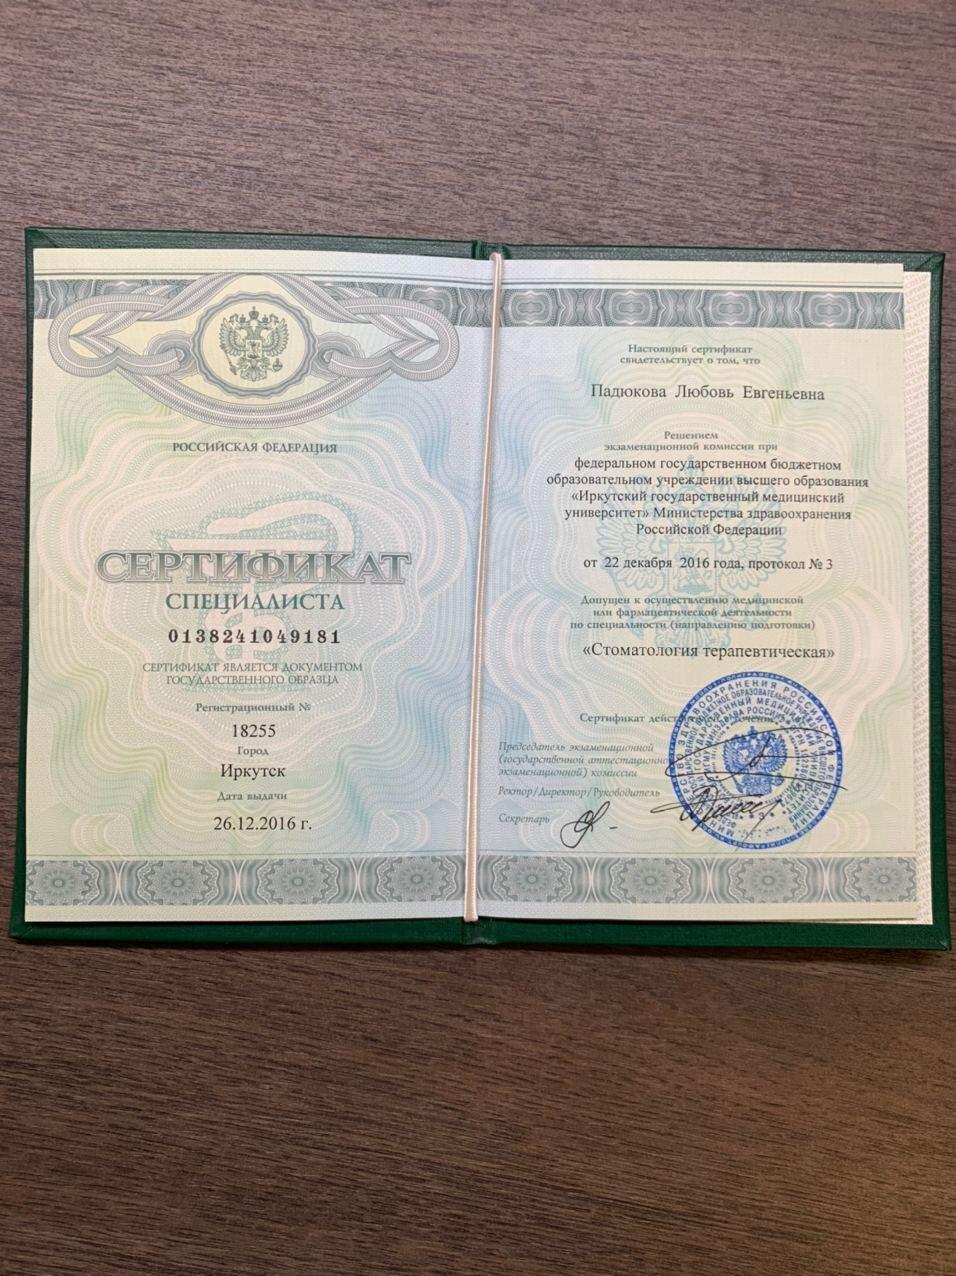 РОССИЙСКАЯ ФЕДЕРАЦИЯ
СЕРТИФИКАТ
СПЕЦИАЛИСТА
0138241049181
СЕРТИФИКАТ ЯВЛЯЕТСЯ ДОКУМЕНТОМ
ГОСУДАРСТВЕННОГО ОБРАЗЦА
Регистрационный №
18255
Город
Иркутск
Дата выдачи
26.12.2016 г.
Настоящий сертификат
свидетельствует о том, что
Падюкова Любовь Евгеньевна
Решением
экзаменационной комиссии при
федеральном государственном бюджетном
образовательном учреждении высшего образования
«Иркутский государственный медицинский
университет» Министерства здравоохранения
Российской Федерации
от 22 декабря 2016 года, протокол № 3
Допущен к осуществлению медицинской
или фармацевтической деятельности
по специальности (направлению подготовки)
«Стоматология терапевтическая»
Сертификат
Председатель экзаменационной
(государственной аттестационной
экзаменационной) комиссии
Ректор/Директор/Руководитель
Секретарь